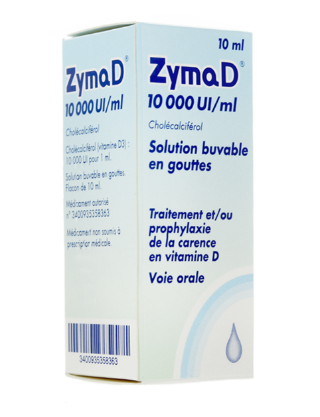 10 ml
ZymaD®
10 000 UI/ml
Cholécalciférol
Solution buvable
en gouttes
Traitement et/ou
prophylaxie
de la carence
en vitamine D
Voie orale
ZymaD®
10 000 UI/ml
Cholécalciférol
Cholécalciférol (vitamine D3) :
10 000 UI pour 1 ml.
Solution buvable en gouttes.
Flacon de 10 ml.
Médicament autorisé
n° 3400935358363
Médicament non soumis à
prescription médicale.
3400935358363